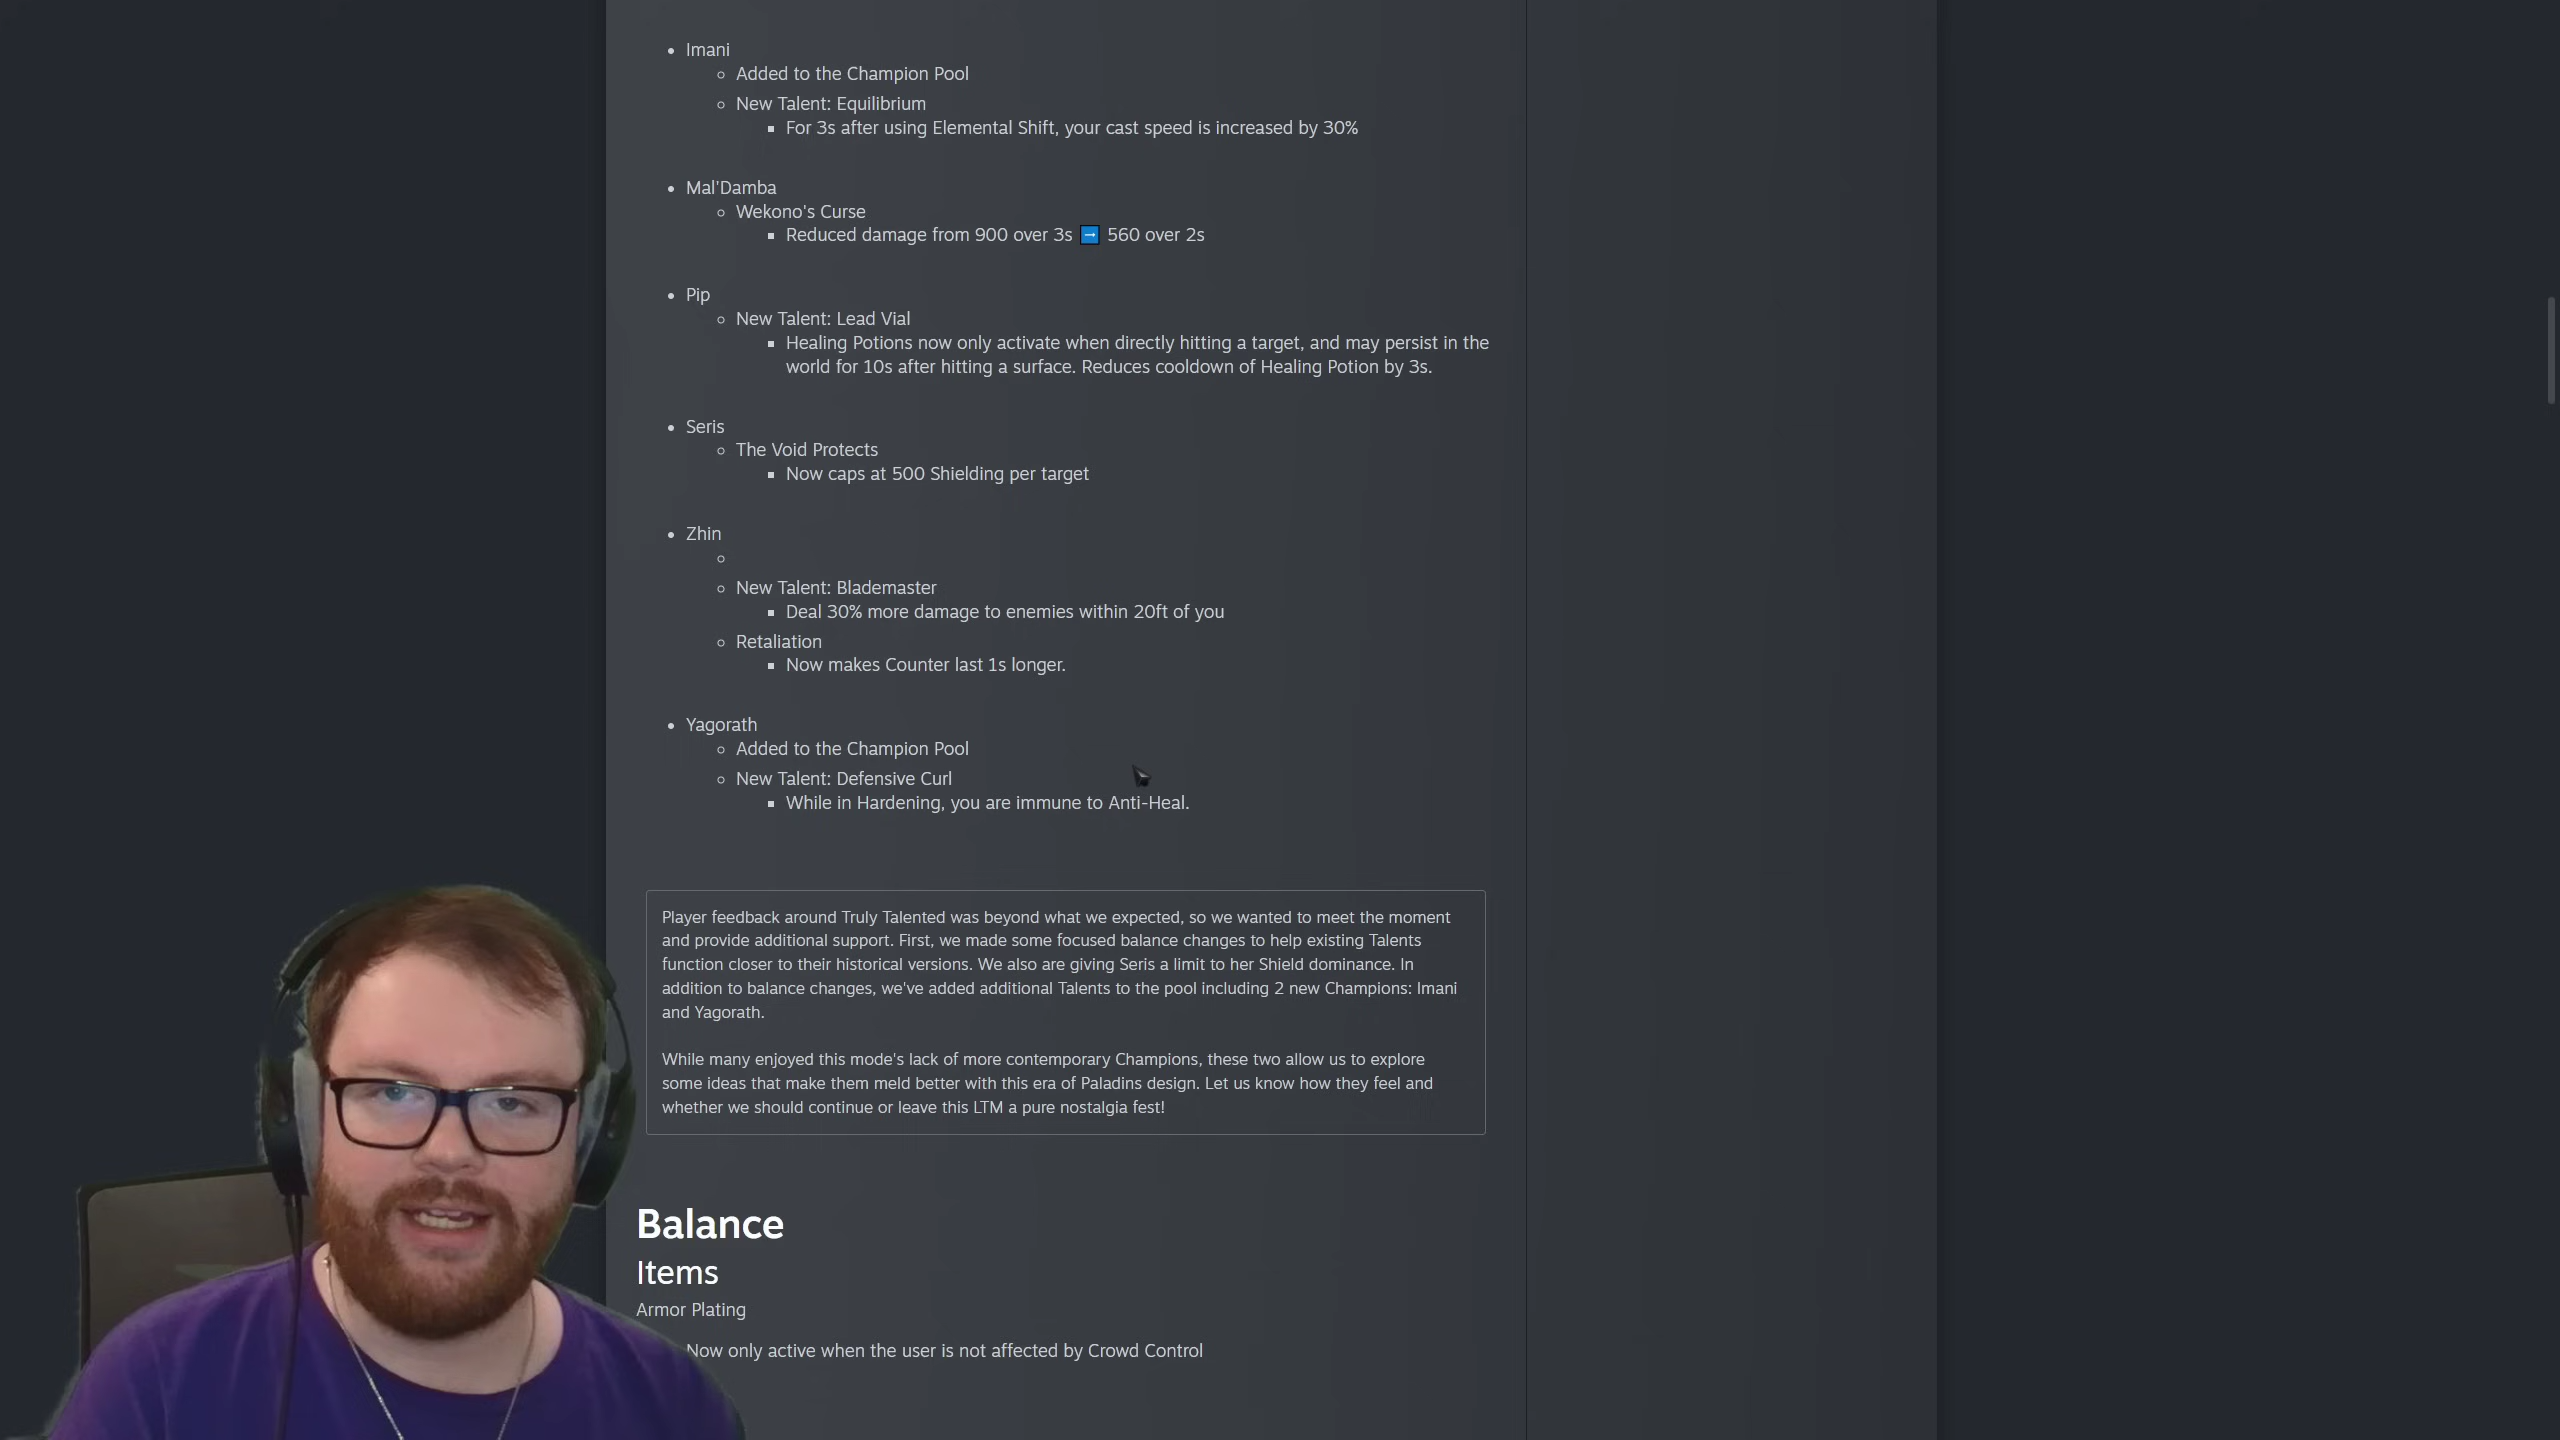 Imani
Added to the Champion Pool
New Talent: Equilibrium
For 3s after using Elemental Shift, your cast speed is increased by 30%
Mal'Damba
Wekono's Curse
Reduced damage from 900 over 3s ➡ 560 over 2s
Pip
New Talent: Lead Vial
Healing Potions now only activate when directly hitting a target, and may persist in the
world for 10s after hitting a surface. Reduces cooldown of Healing Potion by 3s.
Seris
The Void Protects
Now caps at 500 Shielding per target
Zhin
New Talent: Blademaster
Deal 30% more damage to enemies within 20ft of you
Retaliation
Now makes Counter last 1s longer.
Yagorath
Added to the Champion Pool
New Talent: Defensive Curl
While in Hardening, you are immune to Anti-Heal.
Player feedback around Truly Talented was beyond what we expected, so we wanted to meet the moment
and provide additional support. First, we made some focused balance changes to help existing Talents
function closer to their historical versions. We also are giving Seris a limit to her Shield dominance. In
addition to balance changes, we've added additional Talents to the pool including 2 new Champions: Imani
and Yagorath.
While many enjoyed this mode's lack of more contemporary Champions, these two allow us to explore
some ideas that make them meld better with this era of Paladins design. Let us know how they feel and
whether we should continue or leave this LTM a pure nostalgia fest!
Balance
Items
Armor Plating
Now only active when the user is not affected by Crowd Control